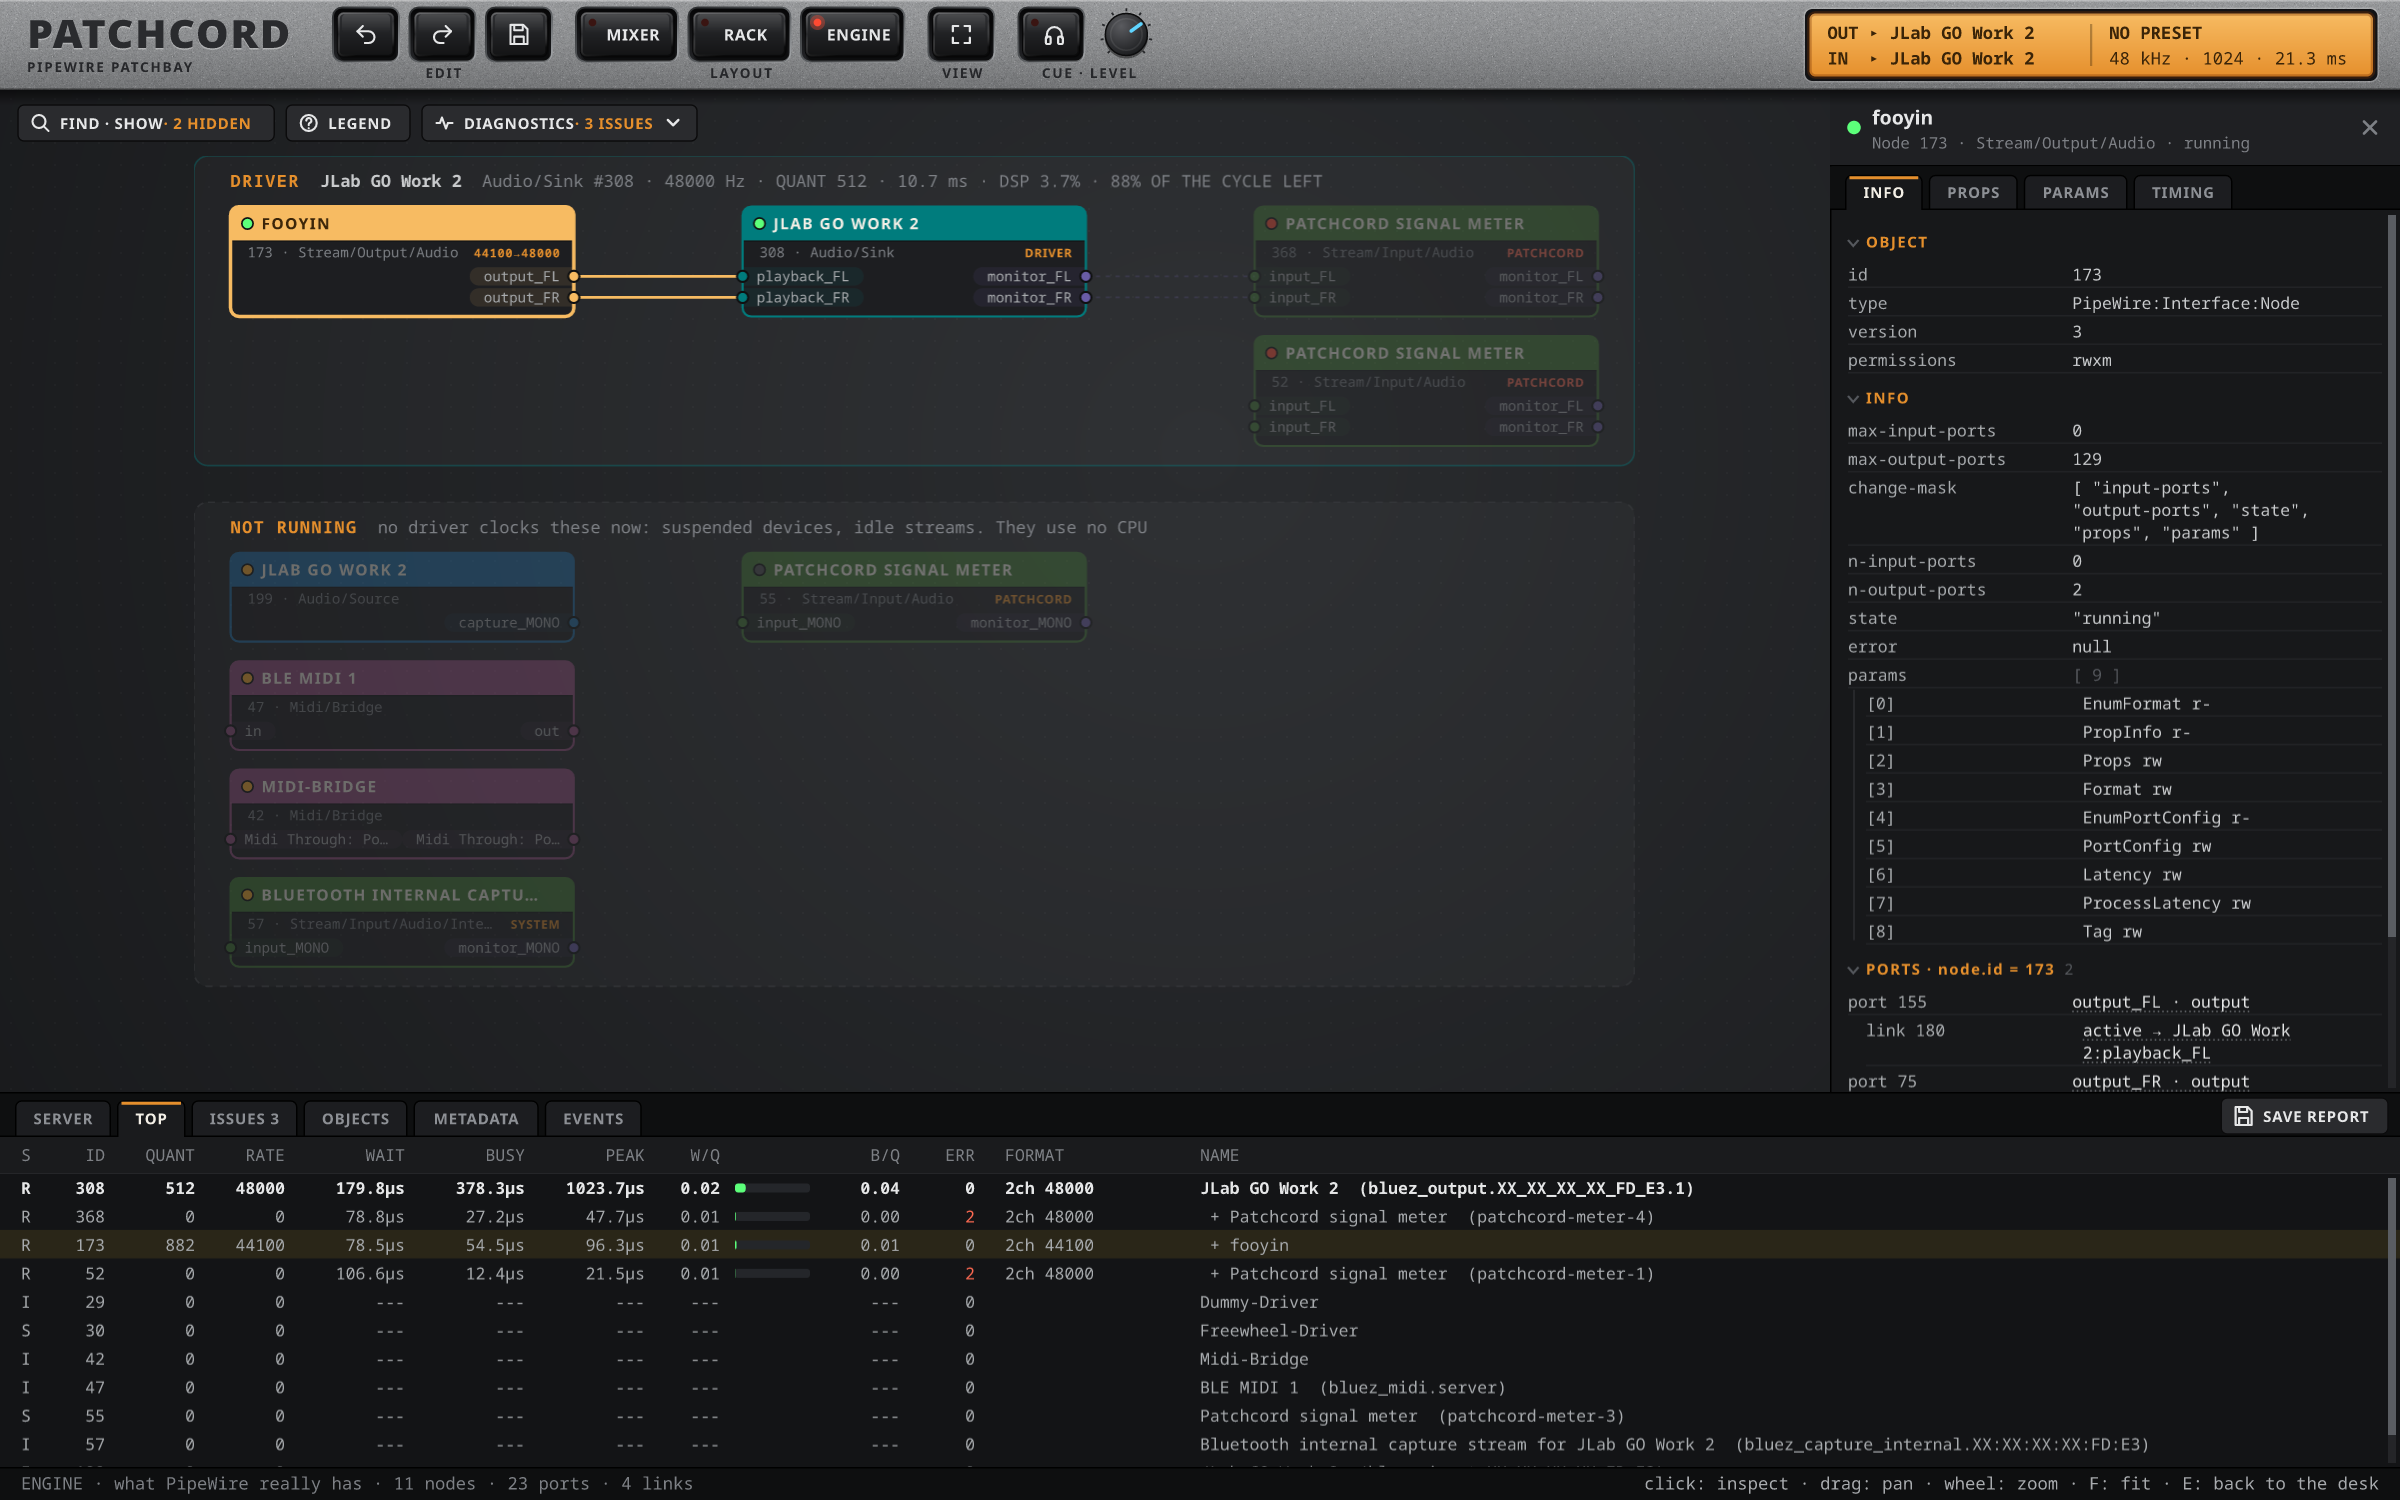 PATCHCORD
PIPEWIRE PATCHBAY
EDIT
MIXER RACK ENGINE
LAYOUT
VIEW
CUE · LEVEL
OUT ▸ JLab GO Work 2
IN ▸ JLab GO Work 2
NO PRESET
48 kHz · 1024 · 21.3 ms
FIND · SHOW · 2 HIDDEN
LEGEND
DIAGNOSTICS · 3 ISSUES
DRIVER JLab GO Work 2 Audio/Sink #308 · 48000 Hz · QUANT 512 · 10.7 ms · DSP 3.7% · 88% OF THE CYCLE LEFT
FOOYIN
173 · Stream/Output/Audio 44100→48000
output_FL
output_FR
JLAB GO WORK 2
308 · Audio/Sink DRIVER
playback_FL monitor_FL
playback_FR monitor_FR
PATCHCORD SIGNAL METER
368 · Stream/Input/Audio PATCHCORD
input_FL monitor_FL
input_FR monitor_FR
PATCHCORD SIGNAL METER
52 · Stream/Input/Audio PATCHCORD
input_FL monitor_FL
input_FR monitor_FR
NOT RUNNING no driver clocks these now: suspended devices, idle streams. They use no CPU
JLAB GO WORK 2
199 · Audio/Source
capture_MONO
PATCHCORD SIGNAL METER
55 · Stream/Input/Audio PATCHCORD
input_MONO monitor_MONO
BLE MIDI 1
47 · Midi/Bridge
in out
MIDI-BRIDGE
42 · Midi/Bridge
Midi Through: Po… Midi Through: Po…
BLUETOOTH INTERNAL CAPTU…
57 · Stream/Input/Audio/Inte… SYSTEM
input_MONO monitor_MONO
fooyin
Node 173 · Stream/Output/Audio · running
INFO PROPS PARAMS TIMING
OBJECT
id 173
type PipeWire:Interface:Node
version 3
permissions rwxm
INFO
max-input-ports 0
max-output-ports 129
change-mask [ "input-ports",
"output-ports", "state",
"props", "params" ]
n-input-ports 0
n-output-ports 2
state "running"
error null
params [ 9 ]
[0] EnumFormat r-
[1] PropInfo r-
[2] Props rw
[3] Format rw
[4] EnumPortConfig r-
[5] PortConfig rw
[6] Latency rw
[7] ProcessLatency rw
[8] Tag rw
PORTS · node.id = 173 2
port 155 output_FL · output
link 180 active → JLab GO Work
2:playback_FL
port 75 output_FR · output
SERVER TOP ISSUES 3 OBJECTS METADATA EVENTS
SAVE REPORT
S ID QUANT RATE WAIT BUSY PEAK W/Q B/Q ERR FORMAT NAME
R 308 512 48000 179.8µs 378.3µs 1023.7µs 0.02 0.04 0 2ch 48000 JLab GO Work 2 (bluez_output.XX_XX_XX_XX_FD_E3.1)
R 368 0 0 78.8µs 27.2µs 47.7µs 0.01 0.00 2 2ch 48000 + Patchcord signal meter (patchcord-meter-4)
R 173 882 44100 78.5µs 54.5µs 96.3µs 0.01 0.01 0 2ch 44100 + fooyin
R 52 0 0 106.6µs 12.4µs 21.5µs 0.01 0.00 2 2ch 48000 + Patchcord signal meter (patchcord-meter-1)
I 29 0 0 --- --- --- --- --- 0 Dummy-Driver
S 30 0 0 --- --- --- --- --- 0 Freewheel-Driver
I 42 0 0 --- --- --- --- --- 0 Midi-Bridge
I 47 0 0 --- --- --- --- --- 0 BLE MIDI 1 (bluez_midi.server)
S 55 0 0 --- --- --- --- --- 0 Patchcord signal meter (patchcord-meter-3)
I 57 0 0 --- --- --- --- --- 0 Bluetooth internal capture stream for JLab GO Work 2 (bluez_capture_internal.XX:XX:XX:XX:FD:E3)
ENGINE · what PipeWire really has · 11 nodes · 23 ports · 4 links
click: inspect · drag: pan · wheel: zoom · F: fit · E: back to the desk